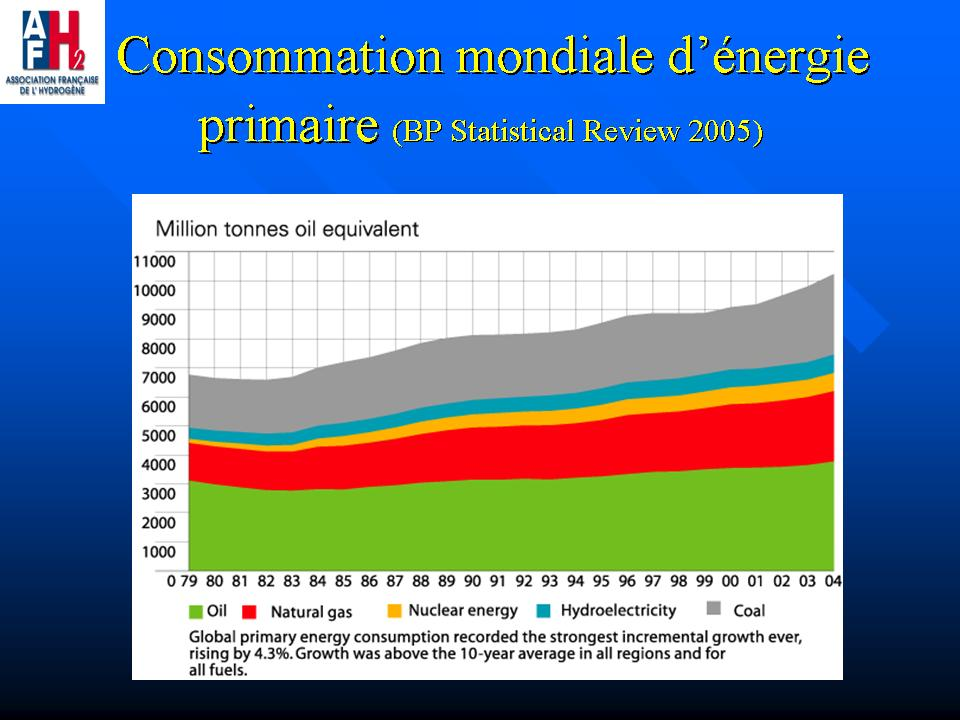 AFH2
ASSOCIATION FRANÇAISE
DE L'HYDROGÈNE
Consommation mondiale d’énergie
primaire (BP Statistical Review 2005)
Million tonnes oil equivalent
11000
10000
9000
8000
7000
6000
5000
4000
3000
2000
1000
0 79 80 81 82 83 84 85 86 87 88 89 90 91 92 93 94 95 96 97 98 99 00 01 02 03 04
Oil Natural gas Nuclear energy Hydroelectricity Coal
Global primary energy consumption recorded the strongest incremental growth ever,
rising by 4.3%. Growth was above the 10-year average in all regions and for
all fuels.